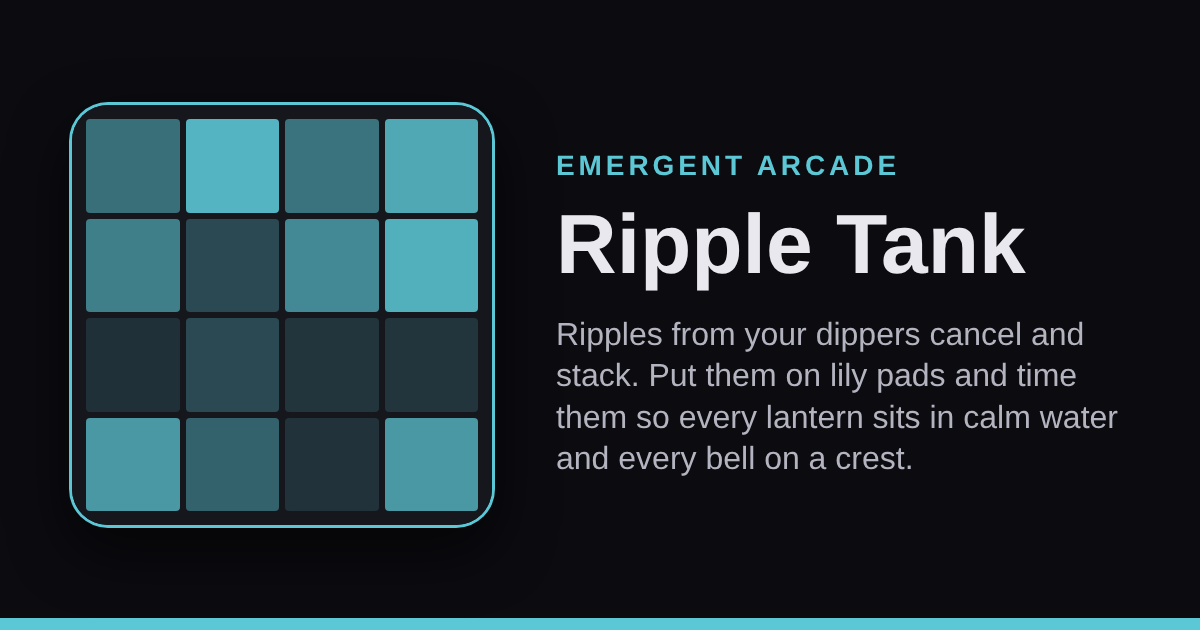 EMERGENT ARCADE
Ripple Tank
Ripples from your dippers cancel and
stack. Put them on lily pads and time
them so every lantern sits in calm water
and every bell on a crest.